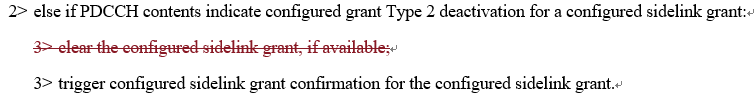 2> else if PDCCH contents indicate configured grant Type 2 deactivation for a configured sidelink grant:↵
3> clear the configured sidelink grant, if available;↵
3> trigger configured sidelink grant confirmation for the configured sidelink grant.↵